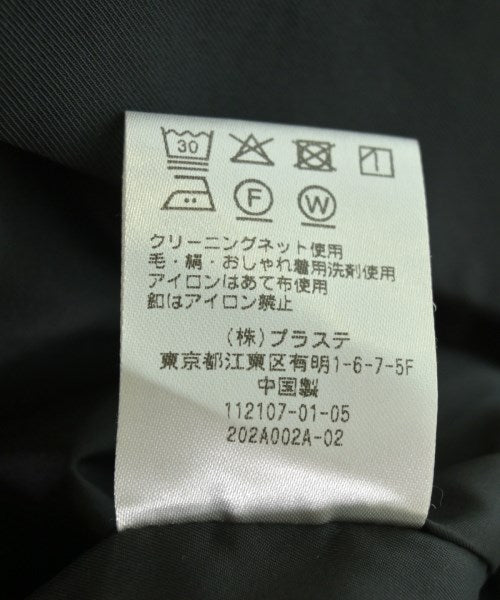 30
F W
クリーニングネット使用
毛・絹・おしゃれ着用洗剤使用
アイロンはあて布使用
釦はアイロン禁止
(株)プラステ
東京都江東区有明1-6-7-5F
中国製
112107-01-05
202A002A-02